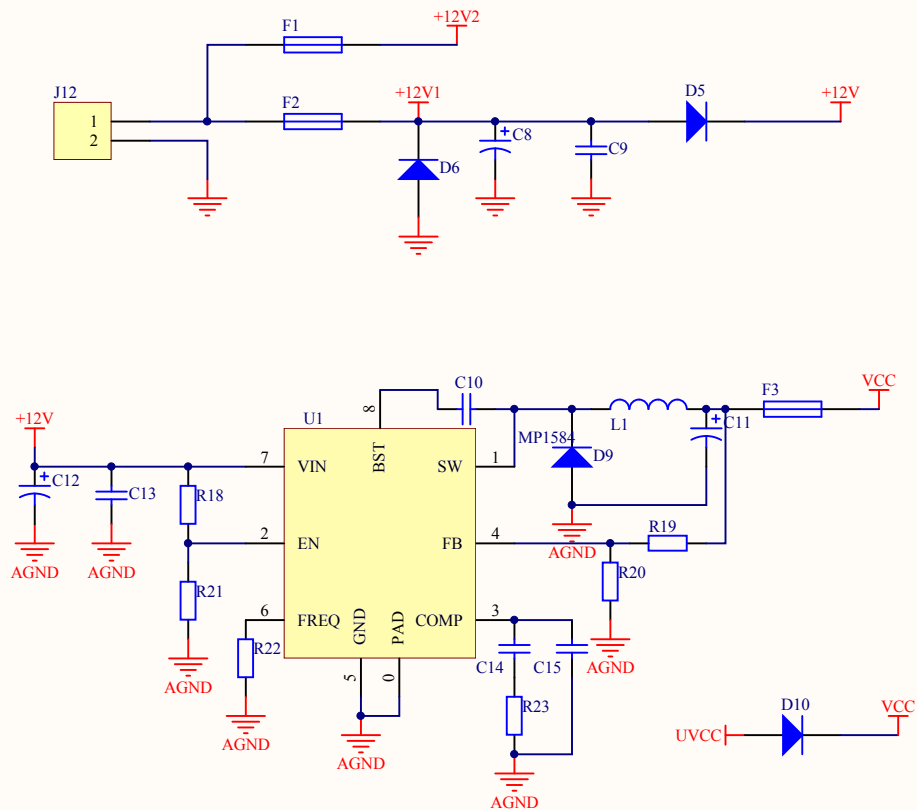 +12V2
F1
J12
+12V1
D5
+12V
F2
1
2
C8
C9
D6
+12V
C10
F3
VCC
U1
8
BST
L1
C11
MP1584
D9
7
VIN
SW
1
C12
C13
R18
2
EN
FB
4
R19
AGND
AGND
AGND
R21
R20
6
FREQ
GND
PAD
COMP
3
R22
AGND
C14
C15
AGND
5
0
R23
AGND
AGND
AGND
D10
UVCC
VCC